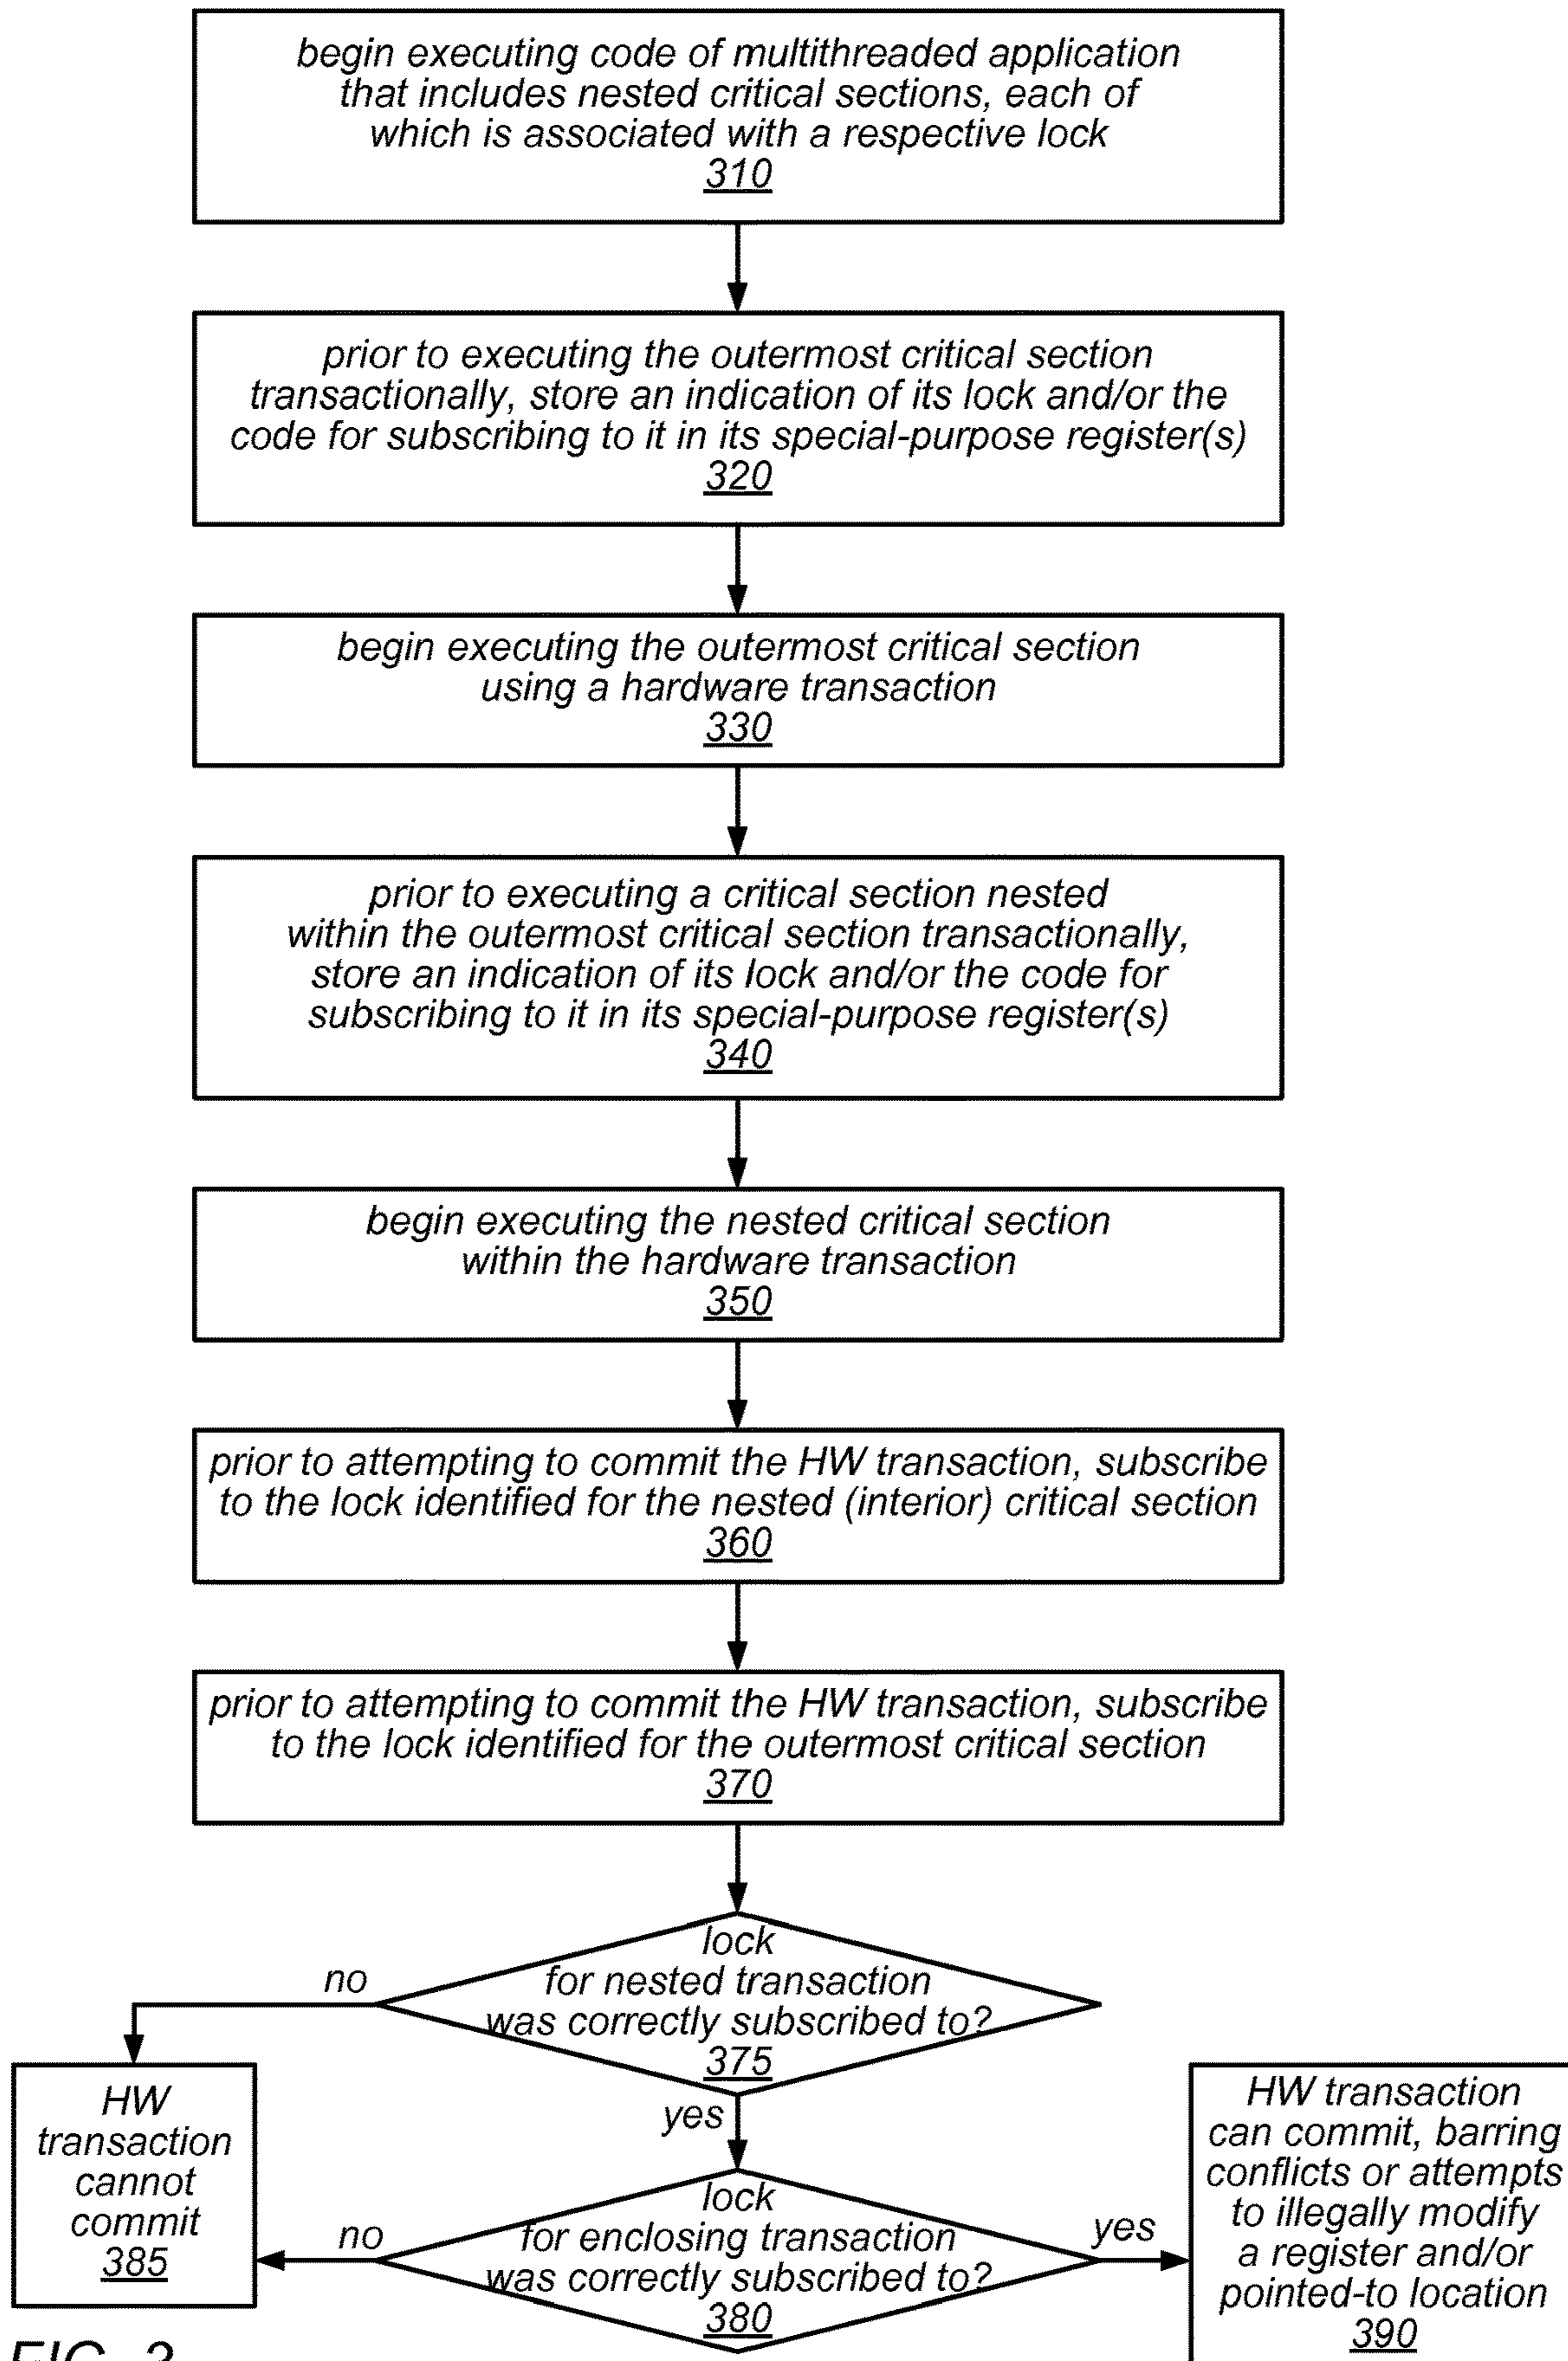 begin executing code of multithreaded application
that includes nested critical sections, each of
which is associated with a respective lock
310
prior to executing the outermost critical section
transactionally, store an indication of its lock and/or the
code for subscribing to it in its special-purpose register(s)
320
begin executing the outermost critical section
using a hardware transaction
330
prior to executing a critical section nested
within the outermost critical section transactionally,
store an indication of its lock and/or the code for
subscribing to it in its special-purpose register(s)
340
begin executing the nested critical section
within the hardware transaction
350
prior to attempting to commit the HW transaction, subscribe
to the lock identified for the nested (interior) critical section
360
prior to attempting to commit the HW transaction, subscribe
to the lock identified for the outermost critical section
370
lock
for nested transaction
was correctly subscribed to?
375
no
yes
HW
transaction
cannot
commit
385
lock
for enclosing transaction
was correctly subscribed to?
380
no
yes
HW transaction
can commit, barring
conflicts or attempts
to illegally modify
a register and/or
pointed-to location
390